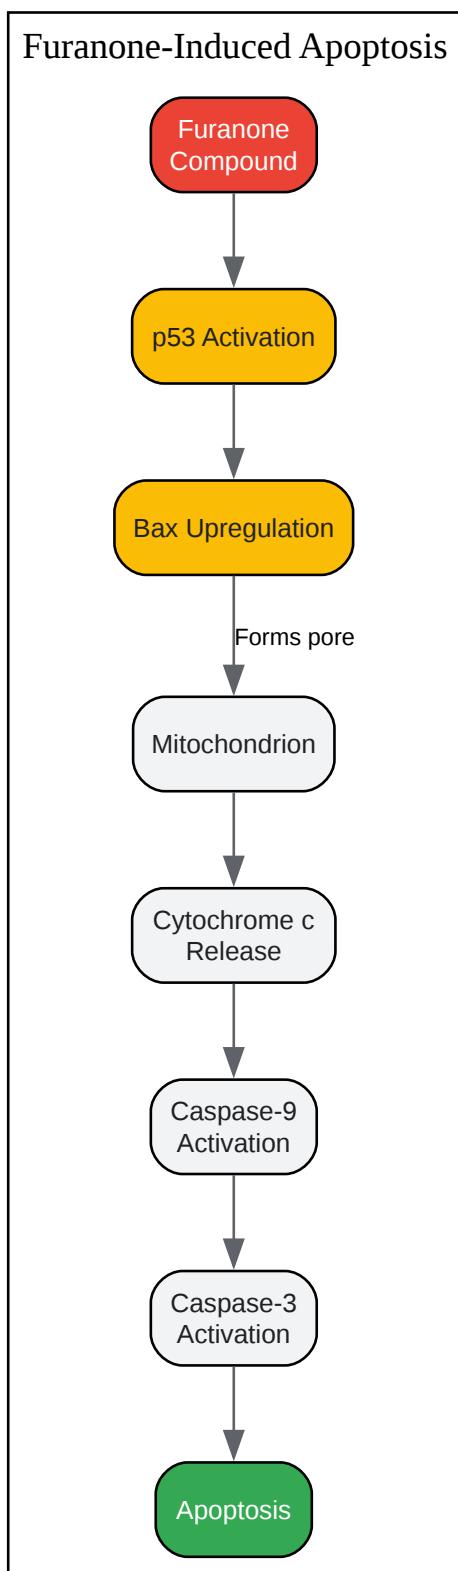 Furanone-Induced Apoptosis
Furanone
Compound
p53 Activation
Bax Upregulation
Forms pore
Mitochondrion
Cytochrome c
Release
Caspase-9
Activation
Caspase-3
Activation
Apoptosis